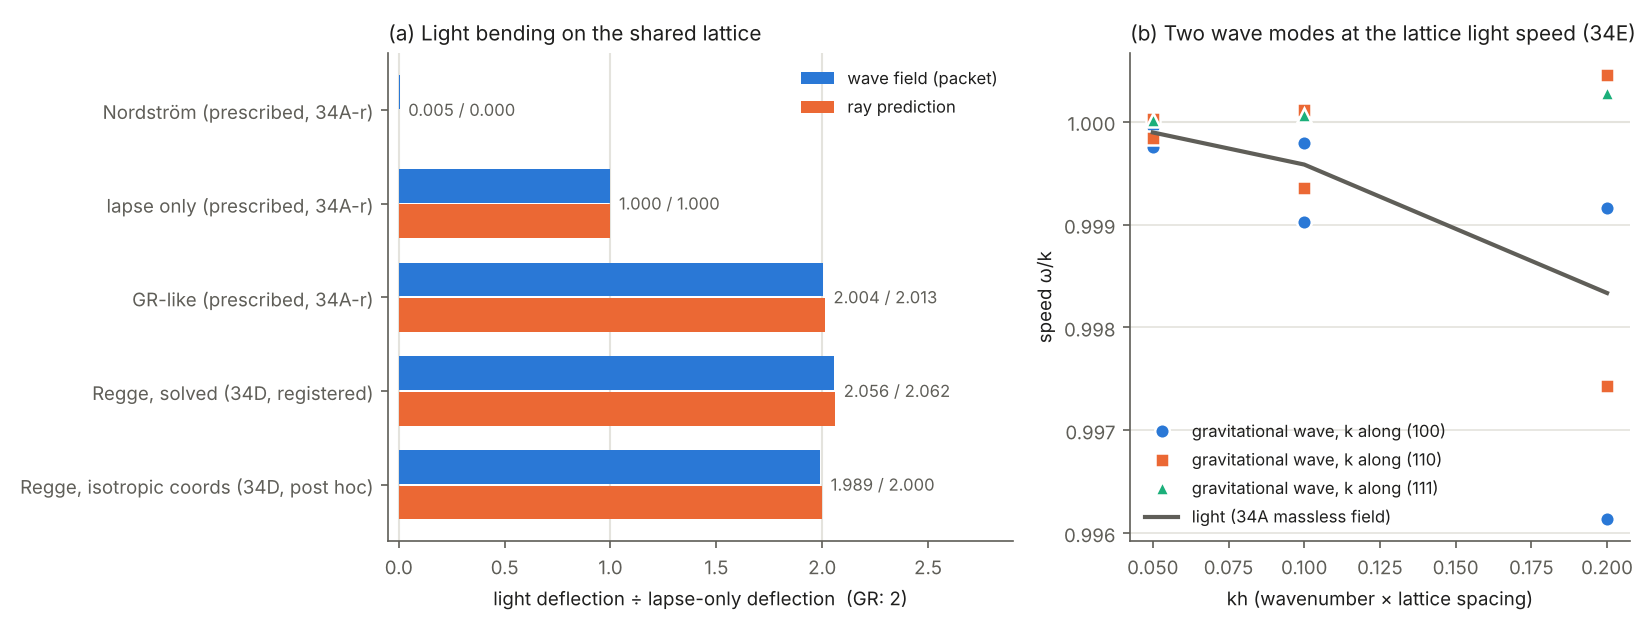 (a) Light bending on the shared lattice
wave field (packet)
ray prediction
Nordström (prescribed, 34A-r)
0.005 / 0.000
lapse only (prescribed, 34A-r)
1.000 / 1.000
GR-like (prescribed, 34A-r)
2.004 / 2.013
Regge, solved (34D, registered)
2.056 / 2.062
Regge, isotropic coords (34D, post hoc)
1.989 / 2.000
0.0 0.5 1.0 1.5 2.0 2.5
light deflection ÷ lapse-only deflection (GR: 2)
(b) Two wave modes at the lattice light speed (34E)
speed ω/k
1.000
0.999
0.998
0.997
0.996
gravitational wave, k along (100)
gravitational wave, k along (110)
gravitational wave, k along (111)
light (34A massless field)
0.050 0.075 0.100 0.125 0.150 0.175 0.200
kh (wavenumber × lattice spacing)